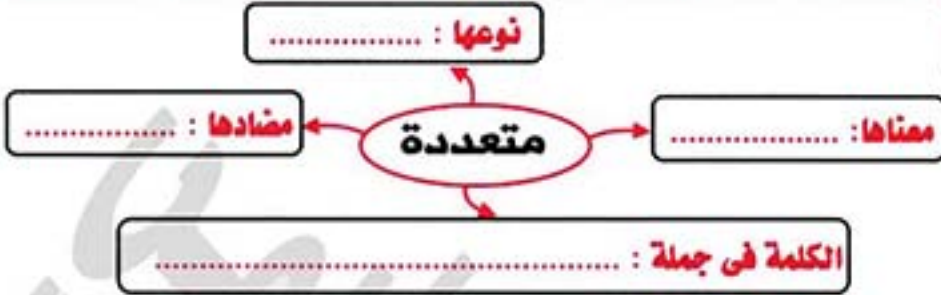 نوعها : .................
معناها: .................
متعددة
مضادها : ...............
الكلمة فى جملة : ..............................................